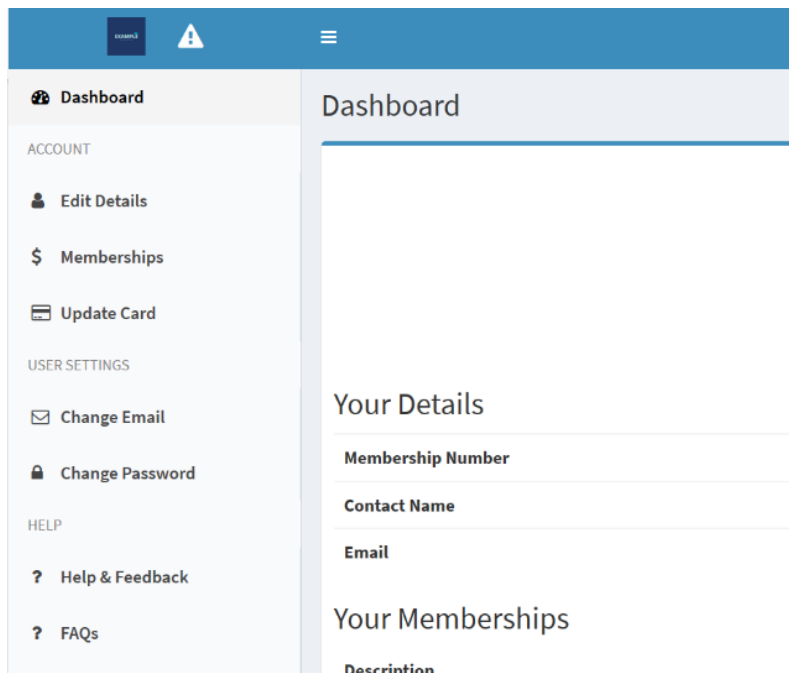 EXAMPLE
Dashboard
ACCOUNT
Edit Details
Memberships
Update Card
USER SETTINGS
Change Email
Change Password
HELP
? Help & Feedback
? FAQs
Dashboard
Your Details
Membership Number
Contact Name
Email
Your Memberships
Description